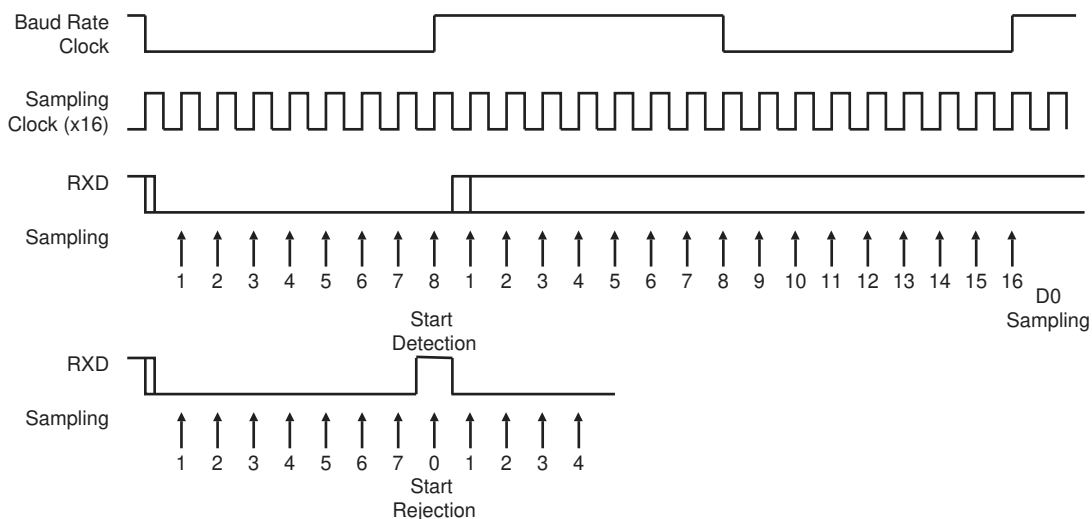 Baud Rate
Clock
Sampling
Clock (x16)
RXD
Sampling
1 2 3 4 5 6 7 8 1 2 3 4 5 6 7 8 9 10 11 12 13 14 15 16
D0
Sampling
Start
Detection
RXD
Sampling
1 2 3 4 5 6 7 0 1 2 3 4
Start
Rejection